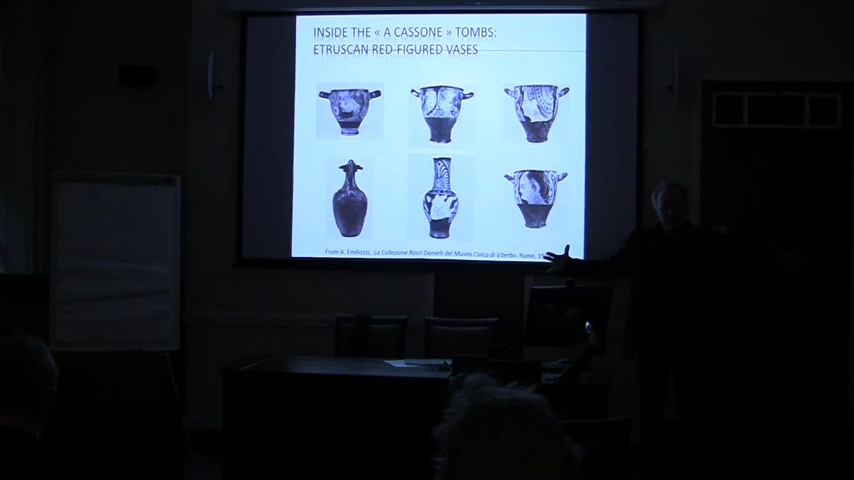 INSIDE THE « A CASSONE » TOMBS:
ETRUSCAN RED-FIGURED VASES
From A. Emiliozzi, La Collezione Rossi Danielli del Museo Civico di Viterbo, Rome,